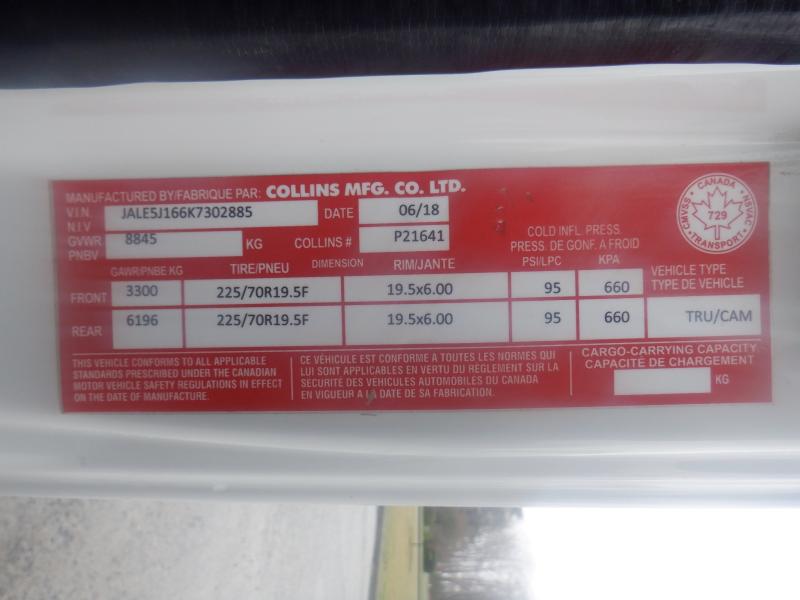 MANUFACTURED BY/FABRIQUE PAR: COLLINS MFG. CO. LTD.
V.I.N. JALE5J166K7302885 DATE 06/18
N.I.V
GVWR 8845 KG COLLINS # P21641
PNBV
COLD INFL. PRESS.
PRESS. DE GONF. A FROID
GAWR/PNBE KG TIRE/PNEU DIMENSION RIM/JANTE PSI/LPC KPA
FRONT 3300 225/70R19.5F 19.5x6.00 95 660
REAR 6196 225/70R19.5F 19.5x6.00 95 660
VEHICLE TYPE
TYPE DE VÉHICULE
TRU/CAM
THIS VEHICLE CONFORMS TO ALL APPLICABLE
STANDARDS PRESCRIBED UNDER THE CANADIAN
MOTOR VEHICLE SAFETY REGULATIONS IN EFFECT
ON THE DATE OF MANUFACTURE.
CE VÉHICULE EST CONFORME A TOUTES LES NORMES QUI
LUI SONT APPLICABLES EN VERTU DU REGLEMENT SUR LA
SECURITE DES VEHICULES AUTOMOBILES DU CANADA
EN VIGUEUR A LA DATE DE SA FABRICATION.
CARGO-CARRYING CAPACITY
CAPACITÉ DE CHARGEMENT
KG
CANADA
CMVSS 729 NSVAC
TRANSPORT